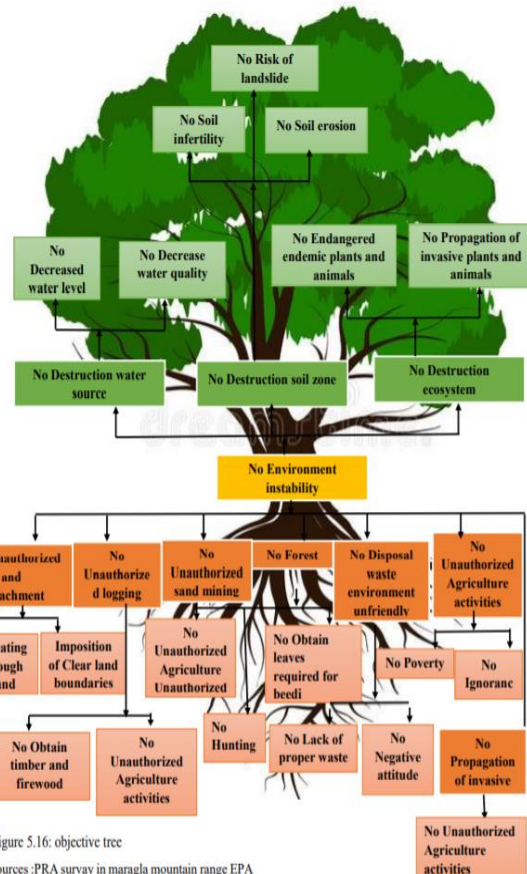 No Risk of
landslide
No Soil
infertility
No Soil erosion
No
Decreased
water level
No Decrease
water quality
No Endangered
endemic plants and
animals
No Propagation of
invasive plants and
animals
No Destruction water
source
No Destruction soil zone
No Destruction
ecosystem
No Environment
instability
nauthorized
and
achment
No
Unauthorize
d logging
No
Unauthorized
sand mining
No Forest
No Disposal
waste
environment
unfriendly
No
Unauthorized
Agriculture
activities
ating
ough
and
Imposition
of Clear land
boundaries
No
Unauthorized
Agriculture
Unauthorized
No Obtain
leaves
required for
beedi
No Poverty
No
Ignoranc
No Obtain
timber and
firewood
No
Unauthorized
Agriculture
activities
No
Hunting
No Lack of
proper waste
No
Negative
attitude
No
Propagation
of invasive
No Unauthorized
Agriculture
activities
igure 5.16: objective tree
ources :PRA survay in maragla mountain range EPA